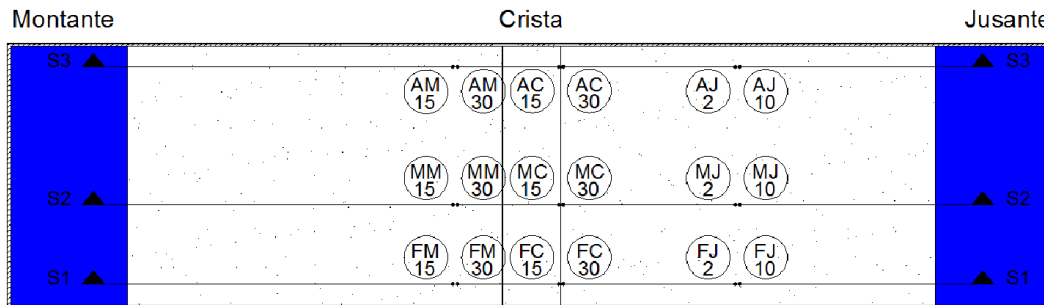 Montante Crista Jusante
S3 S3
AM AM AC AC AJ AJ
15 30 15 30 2 10
MM MM MC MC MJ MJ
15 30 15 30 2 10
S2 S2
FM FM FC FC FJ FJ
15 30 15 30 2 10
S1 S1